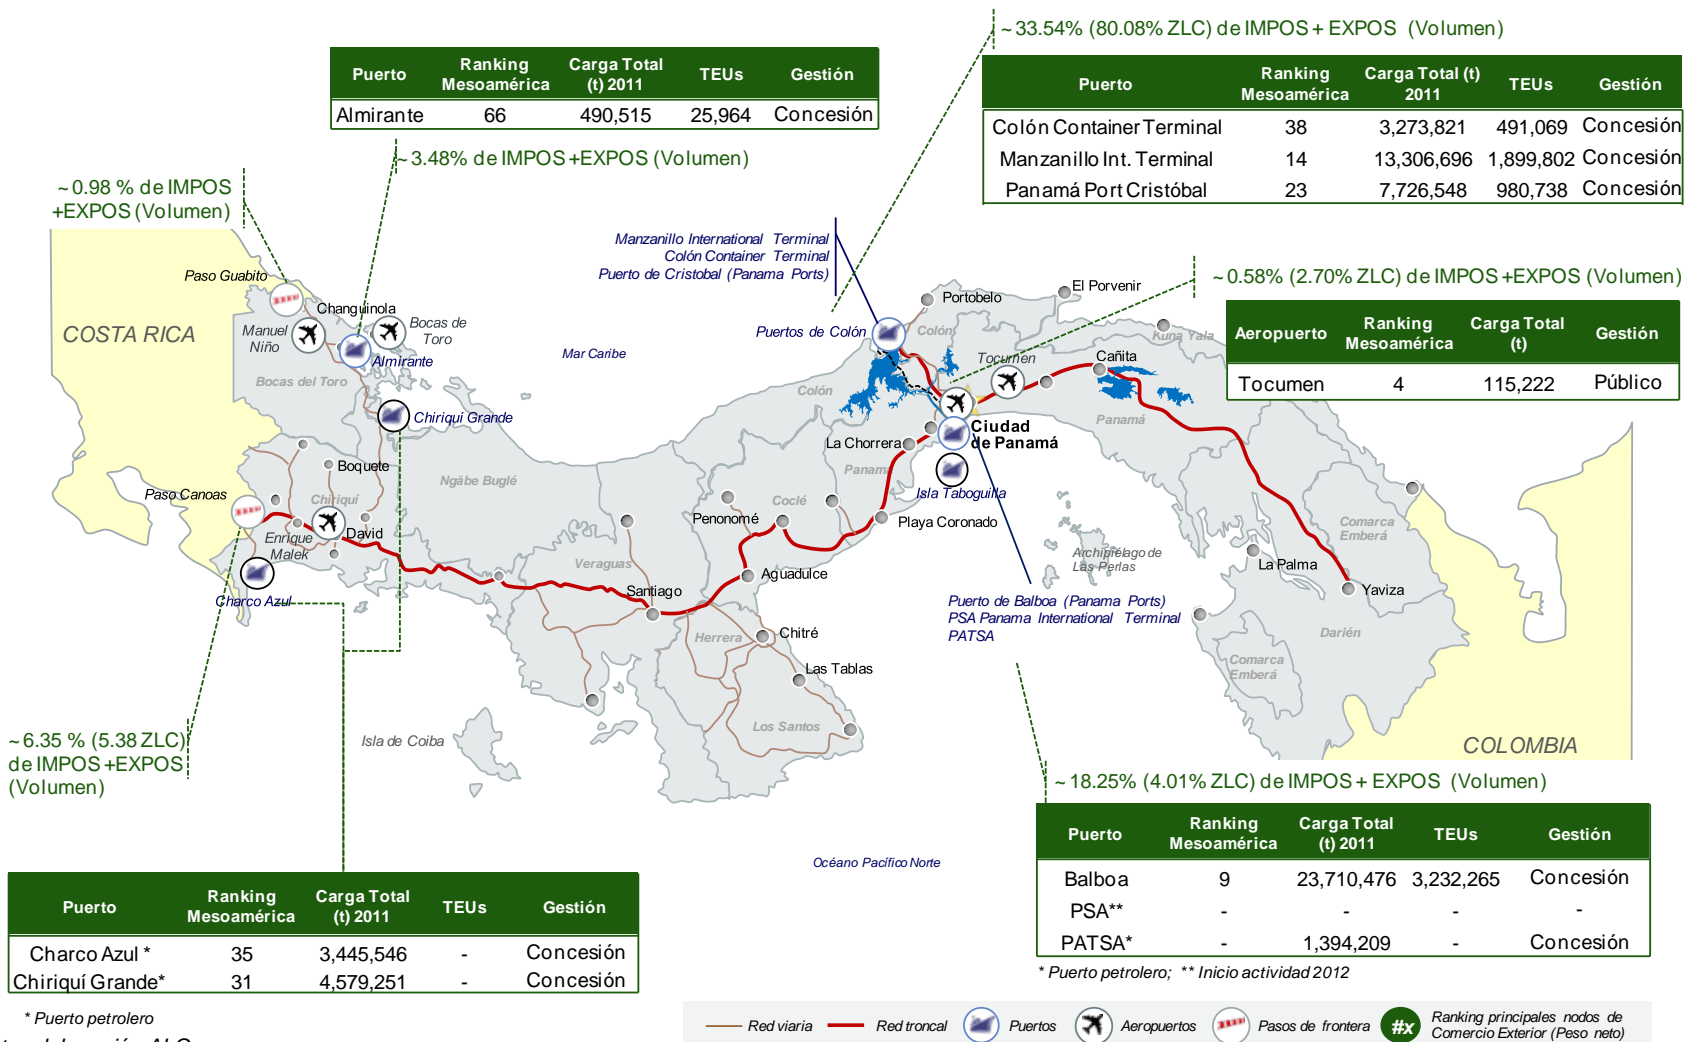 ~33.54% (80.08% ZLC) de IMPOS + EXPOS (Volumen)
Puerto Ranking Mesoamérica Carga Total (t) 2011 TEUs Gestión
Almirante 66 490,515 25,964 Concesión
Puerto Ranking Mesoamérica Carga Total (t) 2011 TEUs Gestión
Colón Container Terminal 38 3,273,821 491,069 Concesión
Manzanillo Int. Terminal 14 13,306,696 1,899,802 Concesión
Panamá Port Cristóbal 23 7,726,548 980,738 Concesión
~3.48% de IMPOS +EXPOS (Volumen)
~0.98 % de IMPOS
+EXPOS (Volumen)
Manzanillo International Terminal
Colón Container Terminal
Puerto de Cristobal (Panama Ports)
~0.58% (2.70% ZLC) de IMPOS +EXPOS (Volumen)
Aeropuerto Ranking Mesoamérica Carga Total (t) Gestión
Tocumen 4 115,222 Público
Paso Guabito
Changuinola
COSTA RICA
Manuel
Niño
Bocas de
Toro
Almirante
Bocas del Toro
Mar Caribe
Puertos de Colón
Portobelo
El Porvenir
Colón
Kuna Yala
Tocumen
Cañita
Colón
Chiriquí Grande
Panamá
Ciudad
de Panamá
La Chorrera
Panamá
Isla Taboguilla
Boquete
Ngäbe Buglé
Paso Canoas
Chiriquí
Coclé
Penonomé
Playa Coronado
David
Enrique
Malek
Comarca
Emberá
Veraguas
Archipiélago de
Las Perlas
La Palma
Aguadulce
Yaviza
Charco Azul
Santiago
Puerto de Balboa (Panama Ports)
PSA Panama International Terminal
PATSA
Herrera
Chitré
Darién
Las Tablas
Comarca
Emberá
Los Santos
Isla de Coiba
COLOMBIA
~6.35 % (5.38 ZLC)
de IMPOS +EXPOS
(Volumen)
~18.25% (4.01% ZLC) de IMPOS + EXPOS (Volumen)
Puerto Ranking Mesoamérica Carga Total (t) 2011 TEUs Gestión
Balboa 9 23,710,476 3,232,265 Concesión
PSA** - - - -
PATSA* - 1,394,209 - Concesión
* Puerto petrolero; ** Inicio actividad 2012
Océano Pacífico Norte
Puerto Ranking Mesoamérica Carga Total (t) 2011 TEUs Gestión
Charco Azul * 35 3,445,546 - Concesión
Chiriquí Grande* 31 4,579,251 - Concesión
* Puerto petrolero
Red viaria Red troncal Puertos Aeropuertos Pasos de frontera #x Ranking principales nodos de
Comercio Exterior (Peso neto)